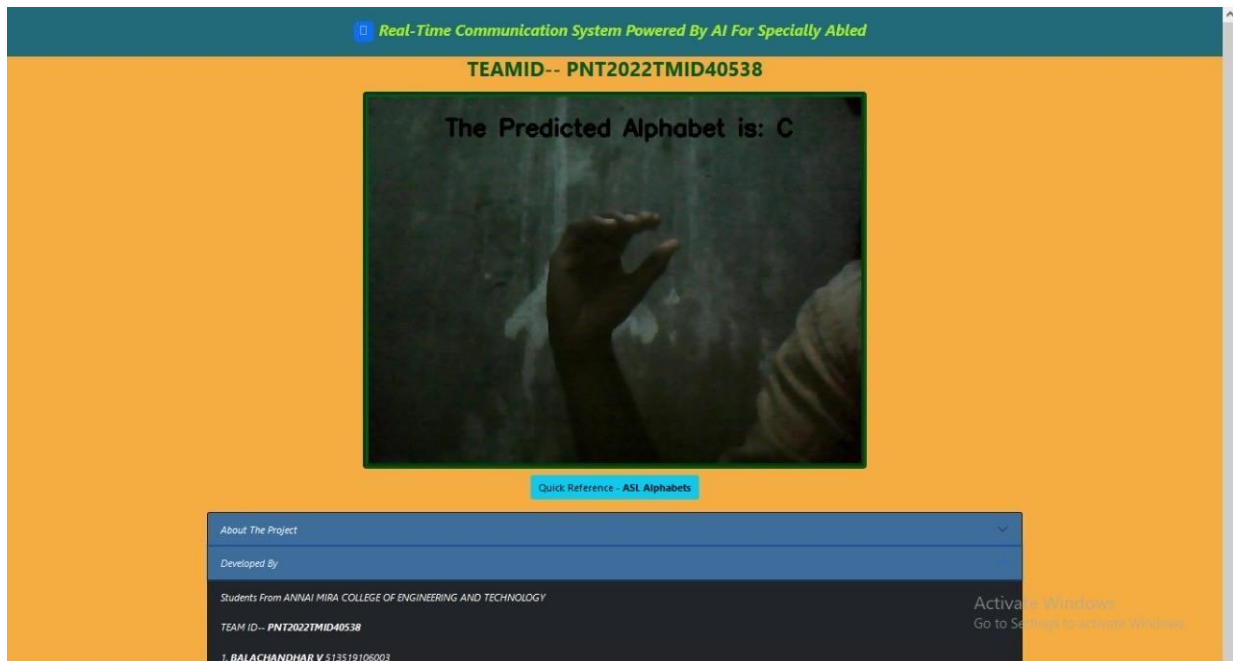 Real-Time Communication System Powered By AI For Specially Abled
TEAMID-- PNT2022TMID40538
The Predicted Alphabet is: C
Quick Reference - ASL Alphabets
About The Project
Developed By
Students From ANNAI MIRA COLLEGE OF ENGINEERING AND TECHNOLOGY
TEAM ID-- PNT2022TMID40538
1. BALACHANDHAR V 513519106003
Activate Windows
Go to Settings to activate Windows.